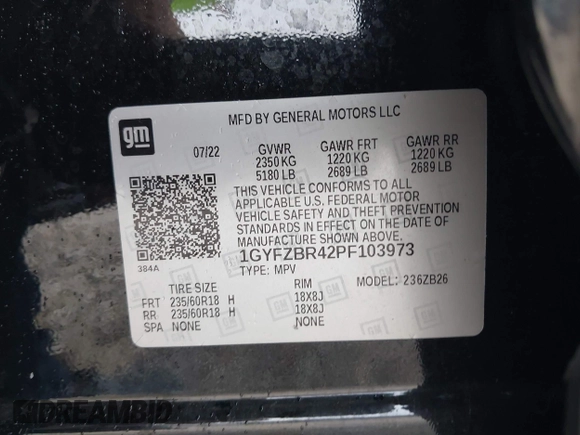 gm
MFD BY GENERAL MOTORS LLC
07/22 GVWR GAWR FRT GAWR RR
2350 KG 1220 KG 1220 KG
5180 LB 2689 LB 2689 LB
THIS VEHICLE CONFORMS TO ALL
APPLICABLE U.S. FEDERAL MOTOR
VEHICLE SAFETY AND THEFT PREVENTION
STANDARDS IN EFFECT ON THE DATE OF
MANUFACTURE SHOWN ABOVE.
384A 1GYFZBR42PF103973
TYPE: MPV MODEL: 236ZB26
TIRE SIZE RIM
FRT 235/60R18 H 18X8J
RR 235/60R18 H 18X8J
SPA NONE NONE
DREAMBID